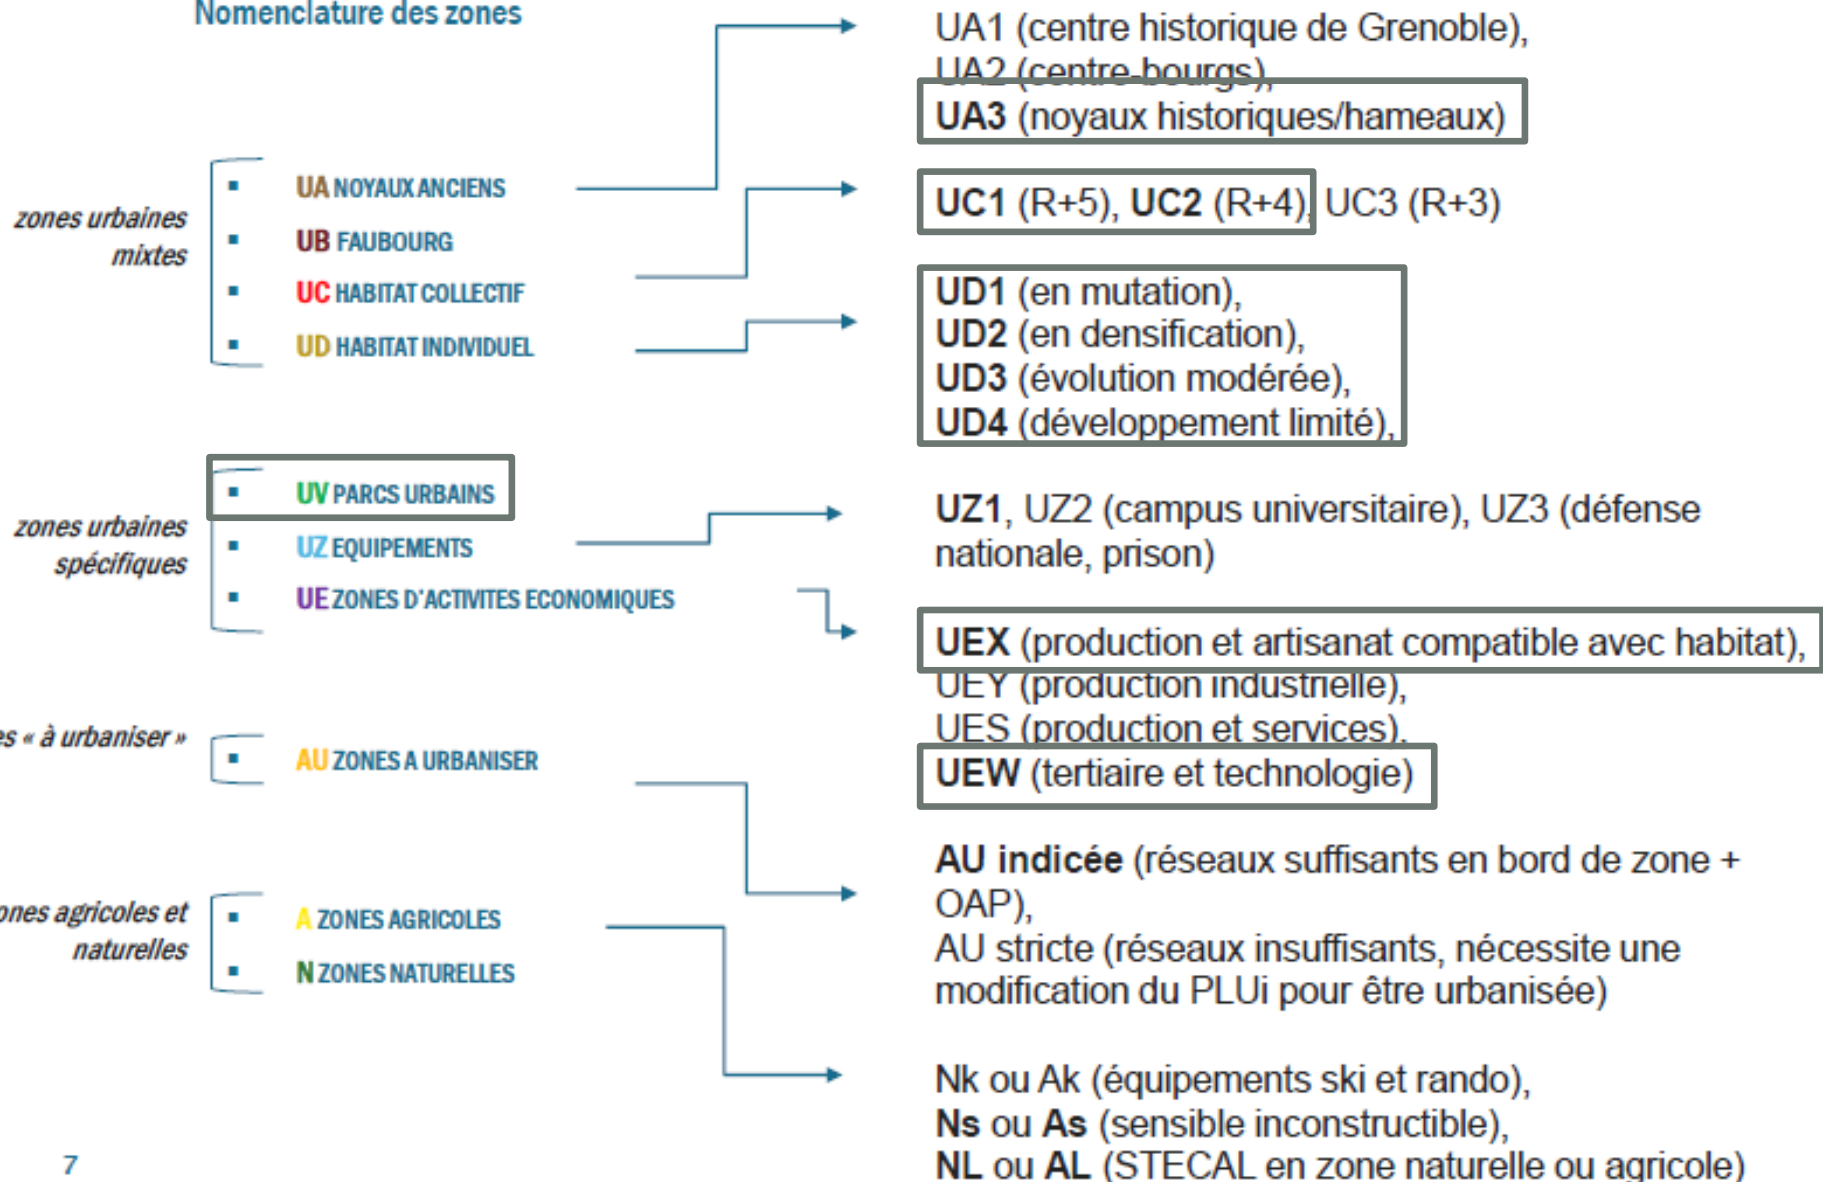 Nomenclature des zones
zones urbaines
mixtes
UA NOYAUX ANCIENS
UB FAUBOURG
UC HABITAT COLLECTIF
UD HABITAT INDIVIDUEL
UA1 (centre historique de Grenoble),
UA2 (centre-bourgs),
UA3 (noyaux historiques/hameaux)
UC1 (R+5), UC2 (R+4), UC3 (R+3)
UD1 (en mutation),
UD2 (en densification),
UD3 (évolution modérée),
UD4 (développement limité),
zones urbaines
spécifiques
UV PARCS URBAINS
UZ EQUIPEMENTS
UE ZONES D'ACTIVITES ECONOMIQUES
UZ1, UZ2 (campus universitaire), UZ3 (défense
nationale, prison)
UEX (production et artisanat compatible avec habitat),
UEY (production industrielle),
UES (production et services),
UEW (tertiaire et technologie)
es « à urbaniser »
AU ZONES A URBANISER
AU indicée (réseaux suffisants en bord de zone +
OAP),
AU stricte (réseaux insuffisants, nécessite une
modification du PLUi pour être urbanisée)
ones agricoles et
naturelles
A ZONES AGRICOLES
N ZONES NATURELLES
Nk ou Ak (équipements ski et rando),
Ns ou As (sensible inconstructible),
NL ou AL (STECAL en zone naturelle ou agricole)
7